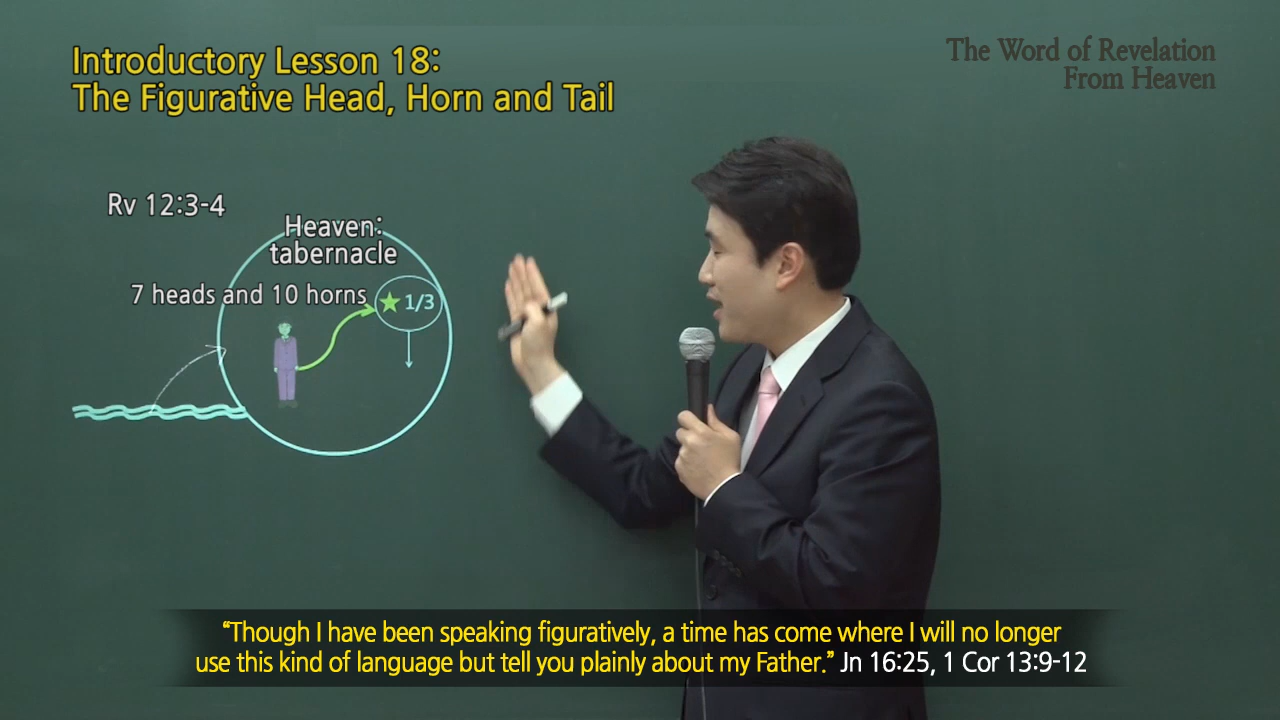 Introductory Lesson 18:
The Figurative Head, Horn and Tail
The Word of Revelation
From Heaven
Rv 12:3-4
Heaven:
tabernacle
7 heads and 10 horns
1/3
“Though I have been speaking figuratively, a time has come where I will no longer
use this kind of language but tell you plainly about my Father.” Jn 16:25, 1 Cor 13:9-12